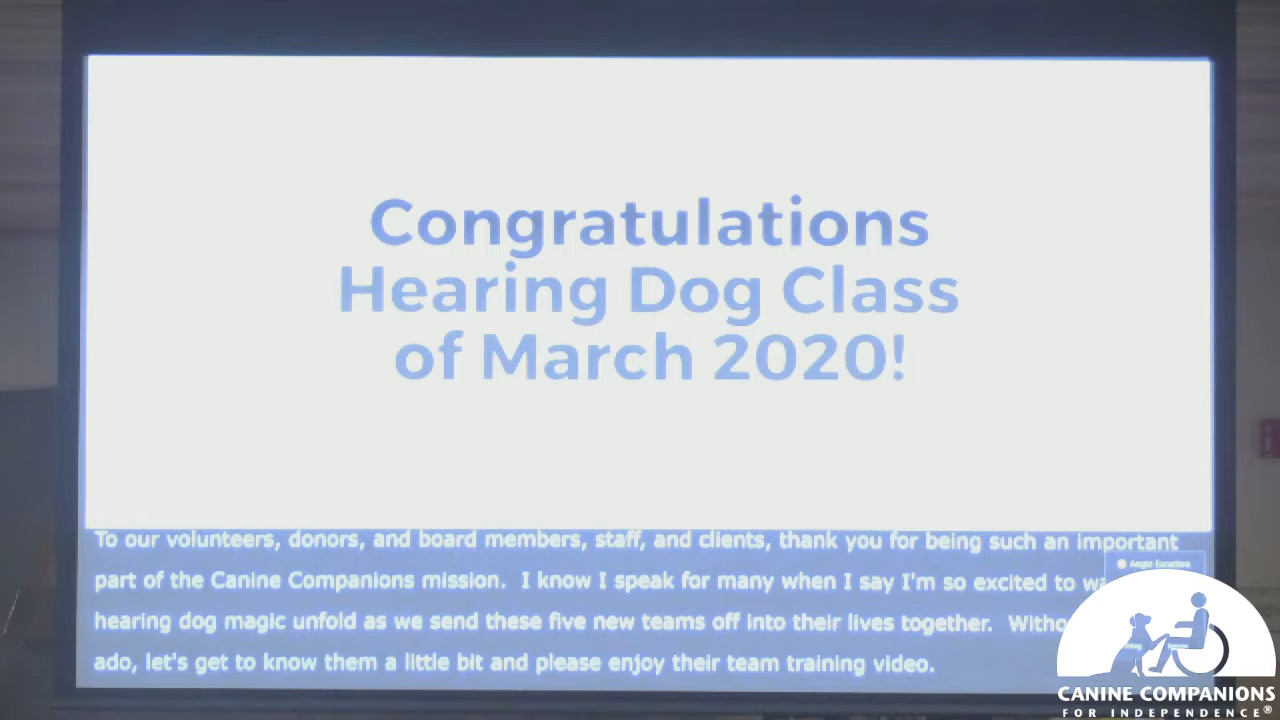 Congratulations
Hearing Dog Class
of March 2020!
To our volunteers, donors, and board members, staff, and clients, thank you for being such an important
part of the Canine Companions mission.  I know I speak for many when I say I'm so excited to
hearing dog magic unfold as we send these five new teams off into their lives together.
ado, let's get to know them a little bit and please enjoy their team training video.
CANINE COMPANIONS
FOR INDEPENDENCE®